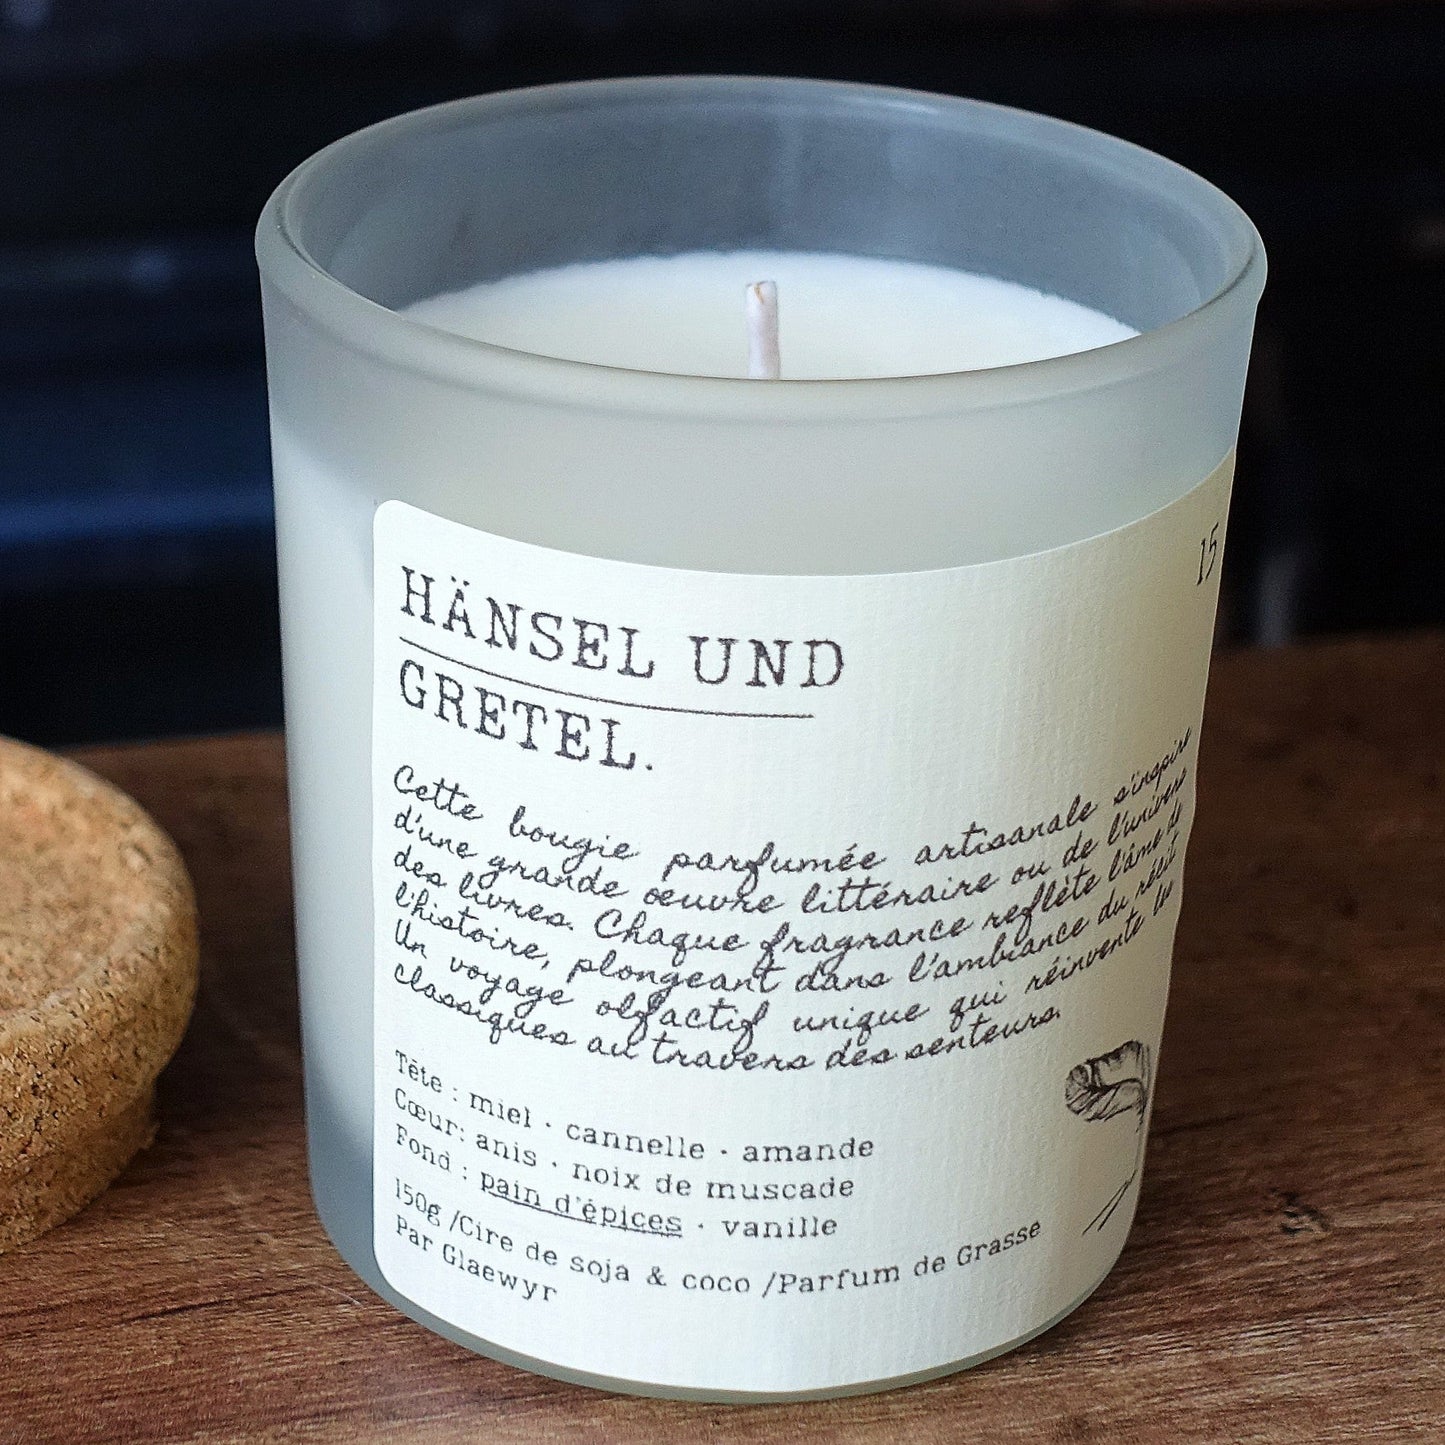 15
HÄNSEL UND
GRETEL.
Cette bougie parfumée artisanale s'inspire
d'une grande œuvre littéraire ou de l'univers
des livres. Chaque fragrance reflète l'âme de
l'histoire, plongeant dans l'ambiance du récit
Un voyage olfactif unique qui réinvente les
classiques au travers des senteurs.
Tête : miel · cannelle · amande
Cœur: anis · noix de muscade
Fond : pain d'épices · vanille
150g /Cire de soja & coco /Parfum de Grasse
Par Glaewyr